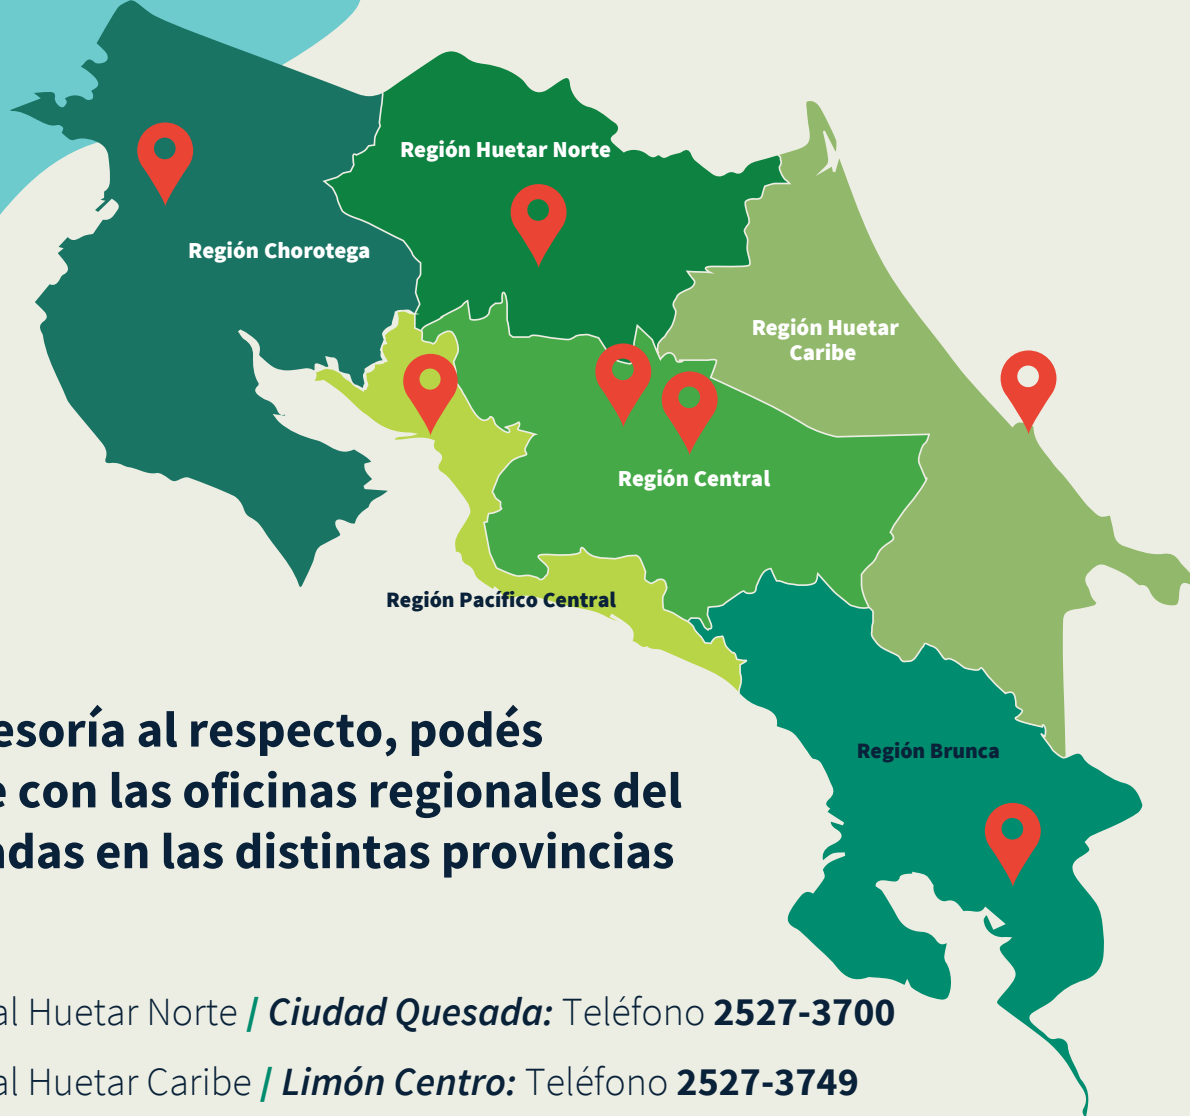 Región Huetar Norte
Región Chorotega
Región Huetar
Caribe
Región Central
Región Pacífico Central
esoría al respecto, podés
e con las oficinas regionales del
adas en las distintas provincias
Región Brunca
al Huetar Norte / Ciudad Quesada: Teléfono 2527-3700
al Huetar Caribe / Limón Centro: Teléfono 2527-3749